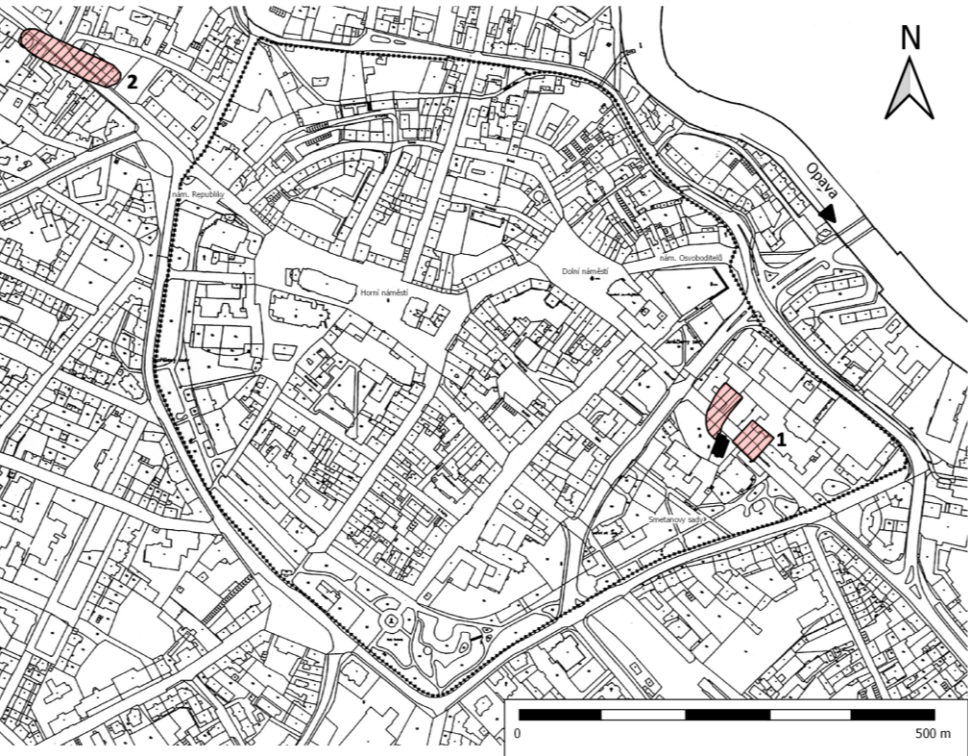 N
2
Opava
nám. Republiky
nám. Osvoboditelů
Dolní náměstí
Horní náměstí
1
Smetanovy sady
0 500 m